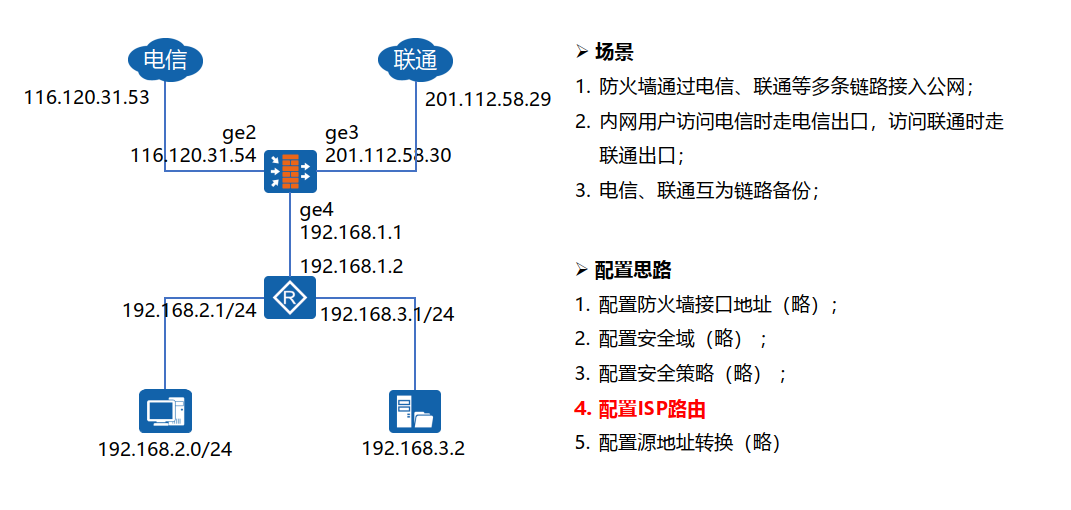 电信
联通
116.120.31.53
201.112.58.29
ge2
ge3
116.120.31.54
201.112.58.30
ge4
192.168.1.1
192.168.1.2
R
192.168.2.1/24
192.168.3.1/24
192.168.2.0/24
192.168.3.2
➢ 场景
1. 防火墙通过电信、联通等多条链路接入公网；
2. 内网用户访问电信时走电信出口，访问联通时走
联通出口；
3. 电信、联通互为链路备份；
➢ 配置思路
1. 配置防火墙接口地址（略）；
2. 配置安全域（略） ；
3. 配置安全策略（略） ；
4. 配置ISP路由
5. 配置源地址转换（略）